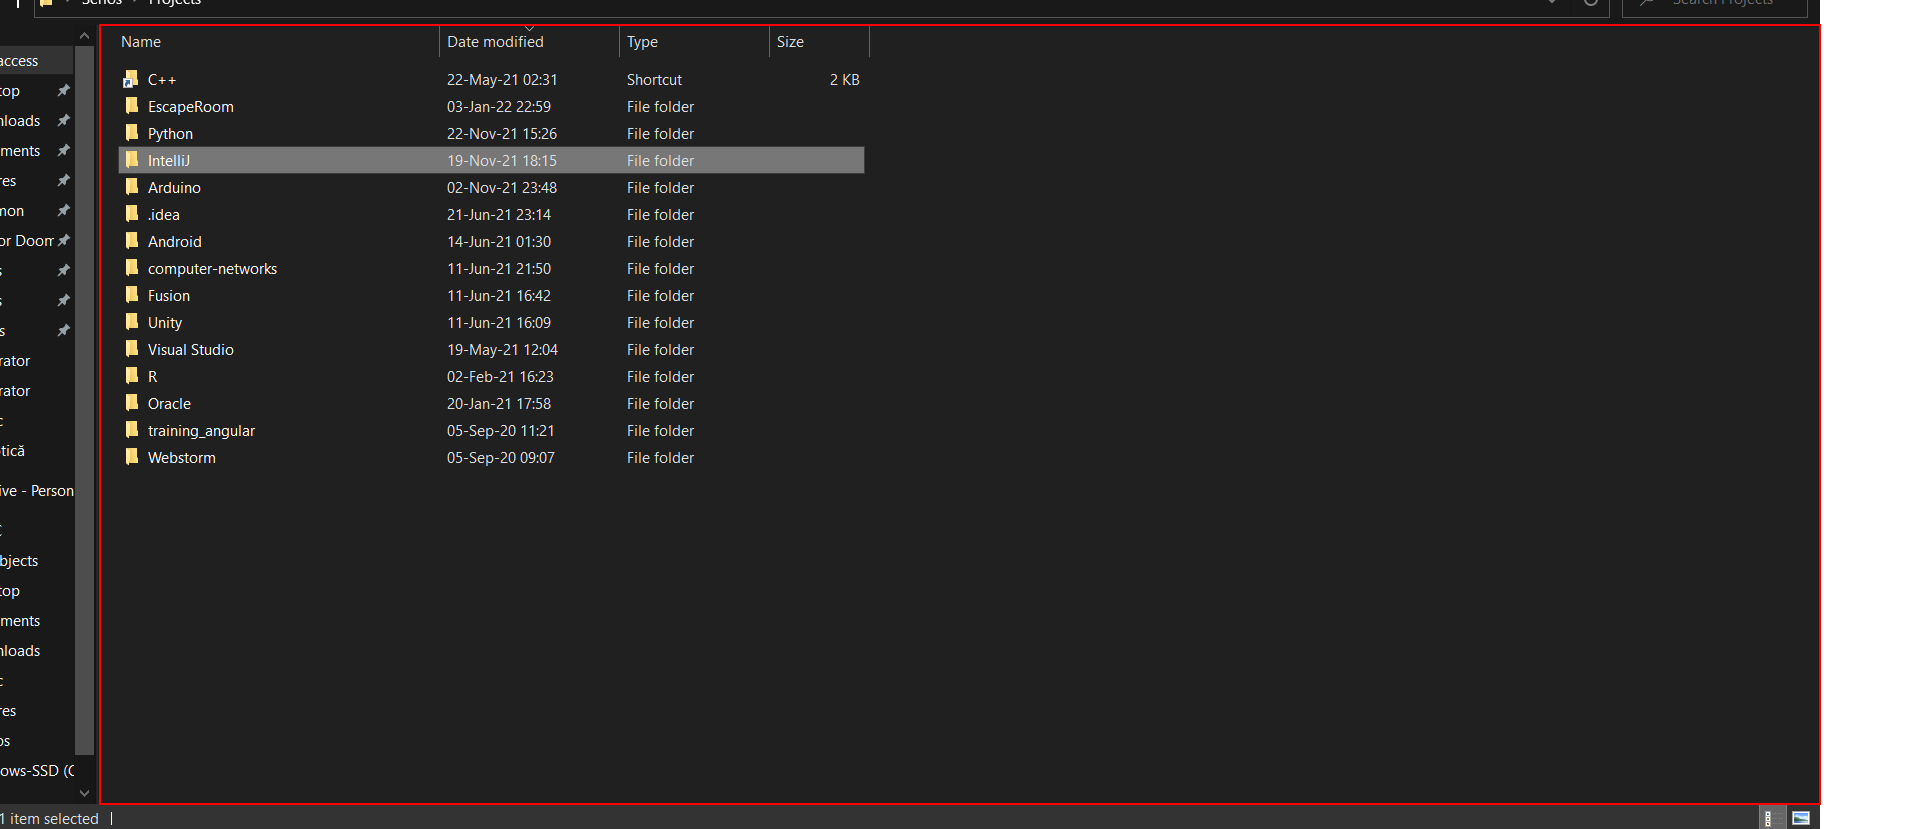 Projects
Search Projects
Name Date modified Type Size
C++ 22-May-21 02:31 Shortcut 2 KB
EscapeRoom 03-Jan-22 22:59 File folder
Python 22-Nov-21 15:26 File folder
IntelliJ 19-Nov-21 18:15 File folder
Arduino 02-Nov-21 23:48 File folder
.idea 21-Jun-21 23:14 File folder
Android 14-Jun-21 01:30 File folder
computer-networks 11-Jun-21 21:50 File folder
Fusion 11-Jun-21 16:42 File folder
Unity 11-Jun-21 16:09 File folder
Visual Studio 19-May-21 12:04 File folder
R 02-Feb-21 16:23 File folder
Oracle 20-Jan-21 17:58 File folder
training_angular 05-Sep-20 11:21 File folder
Webstorm 05-Sep-20 09:07 File folder
access
top
nloads
ments
res
mon
or Doom
s
s
s
rator
rator
c
tică
ive - Person
C
bjects
top
ments
nloads
c
res
os
ows-SSD (C
1 item selected